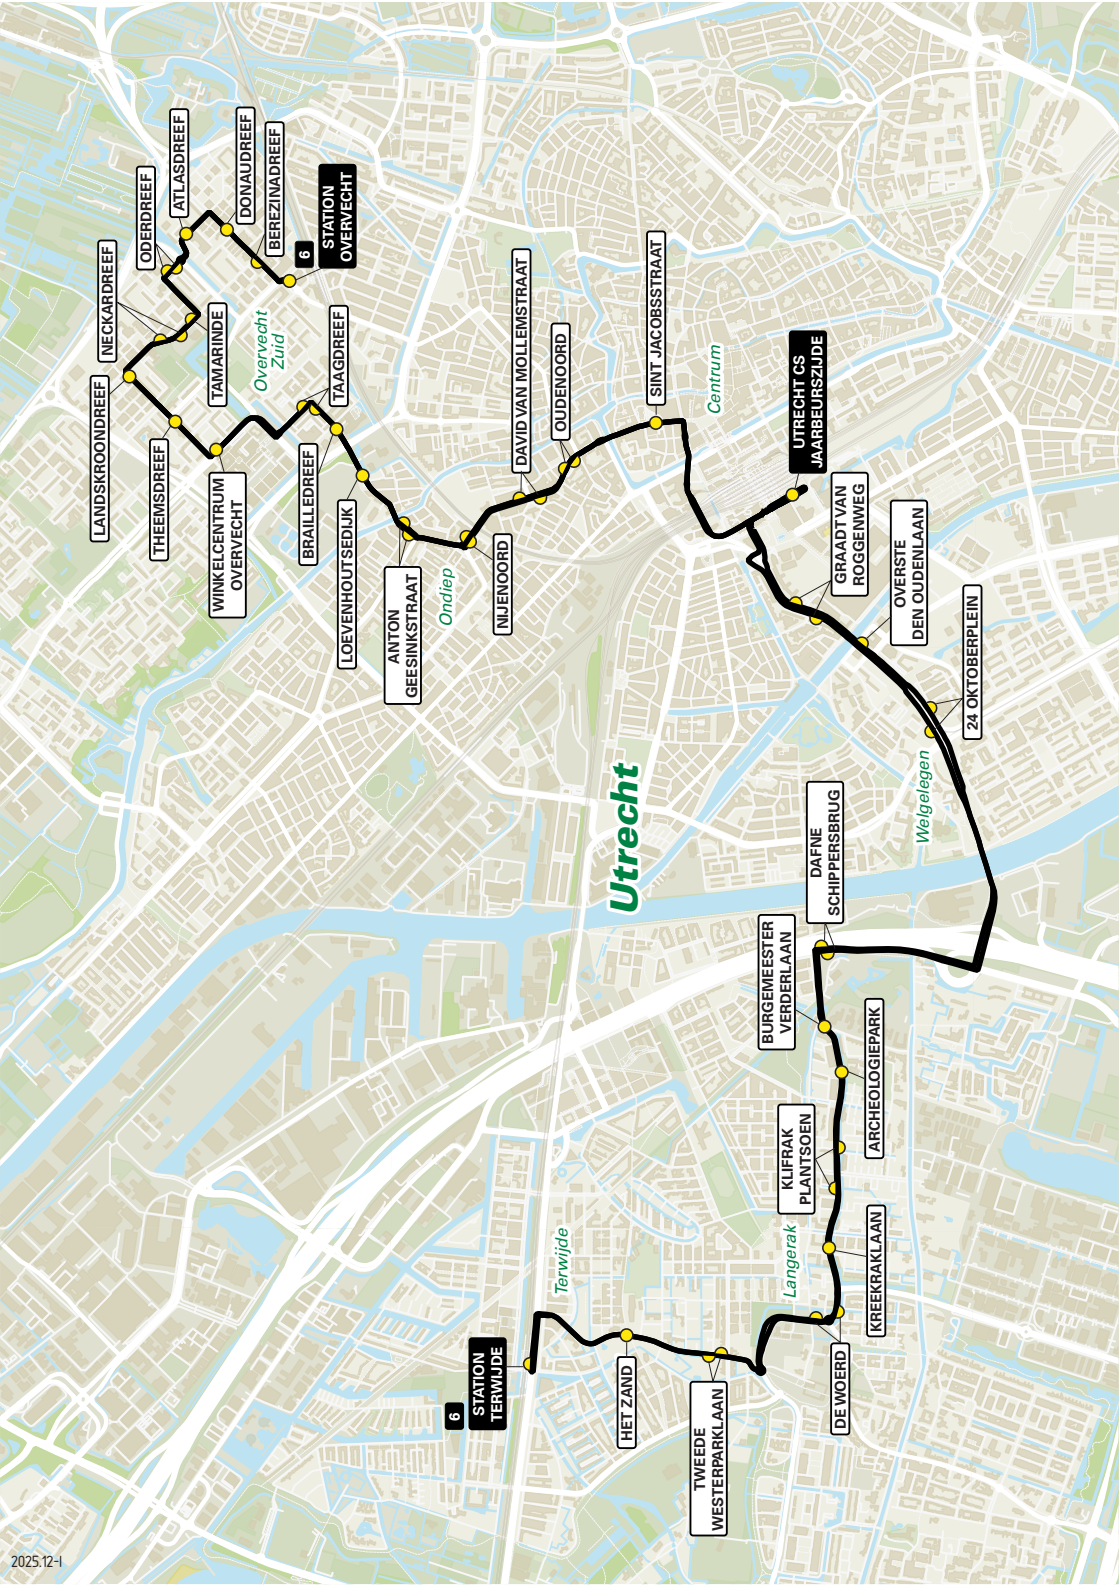 6
STATION
OVERVECHT
BEREZINADREEF
DONAUDREEF
ATLASDREEF
ODERDREEF
NECKARDREEF
TAMARINDE
LANDSKROONDREEF
THEEMSDREEF
WINKELCENTRUM
OVERVECHT
Overvecht
Zuid
TAAGDREEF
BRAILLEDREEF
LOEVENHOUTSEDIJK
ANTON
GEESINKSTRAAT
Ondiep
NIJENOORD
DAVID VAN MOLLEMSTRAAT
OUDENOORD
SINT JACOBSSTRAAT
Centrum
UTRECHT CS
JAARBEURSZIJDE
GRAADT VAN
ROGGENWEG
OVERSTE
DEN OUDENLAAN
24 OKTOBERPLEIN
Welgelegen
Utrecht
DAFNE
SCHIPPERSBRUG
BURGEMEESTER
VERDERLAAN
ARCHEOLOGIEPARK
KLIFRAK
PLANTSOEN
KREEKRAKLAAN
Langerak
DE WOERD
TWEEDE
WESTERPARKLAAN
HET ZAND
Terwijde
6
STATION
TERWIJDE
2025.12-I